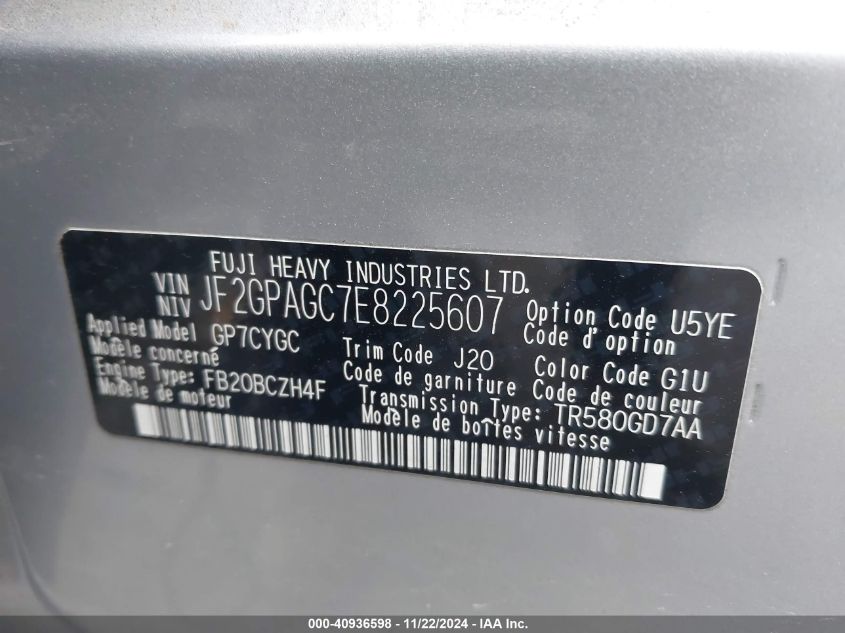 FUJI HEAVY INDUSTRIES LTD.
VIN
NIV JF2GPAGC7E8225607
Option Code U5YE
Code d'option
Applied Model GP7CYGC
Modèle concerné
Trim Code J20
Code de garniture
Color Code G1U
Code de couleur
Engine Type: FB20BCZH4F
Modèle de moteur
Transmission Type: TR580GD7AA
Modèle de boîtes vitesse
000-40936598 - 11/22/2024 - IAA Inc.